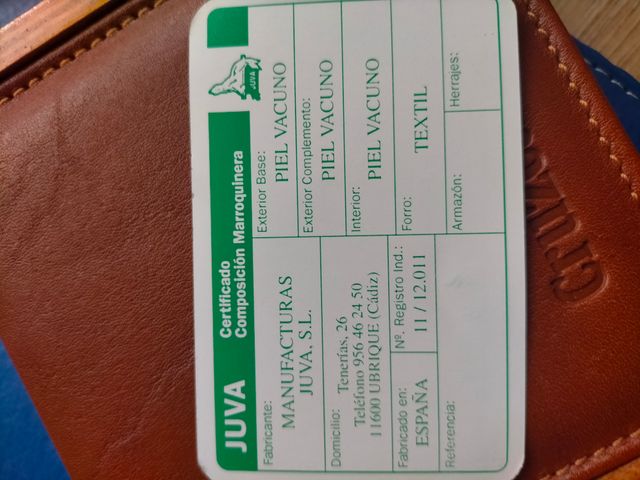 JUVA
Certificado
Composición Marroquinera
JUVA
Fabricante:
MANUFACTURAS
JUVA, S.L.
Domicilio:
Tenerías, 26
Teléfono 956 46 24 50
11600 UBRIQUE (Cádiz)
Fabricado en:
ESPAÑA
Nº. Registro Ind.:
11 / 12.011
Referencia:
Exterior Base:
PIEL VACUNO
Exterior Complemento:
PIEL VACUNO
Interior:
PIEL VACUNO
Forro:
TEXTIL
Armazón:
Herrajes: